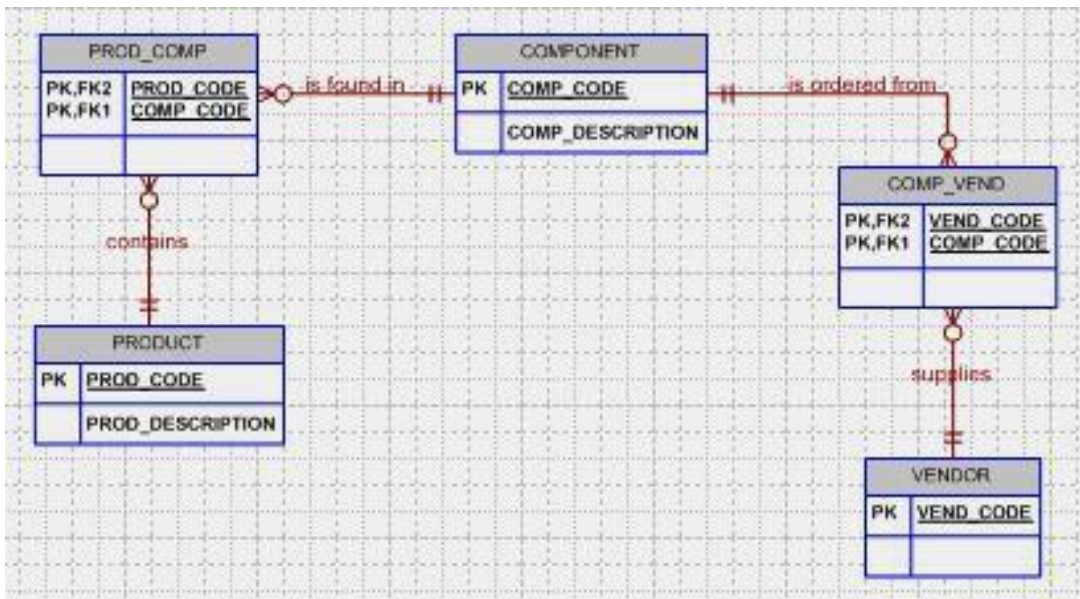 PROD_COMP
PK,FK2 PROD_CODE
PK,FK1 COMP_CODE
is found in
COMPONENT
PK COMP_CODE
COMP_DESCRIPTION
is ordered from
COMP_VEND
PK,FK2 VEND_CODE
PK,FK1 COMP_CODE
contains
PRODUCT
PK PROD_CODE
PROD_DESCRIPTION
supplies
VENDOR
PK VEND_CODE